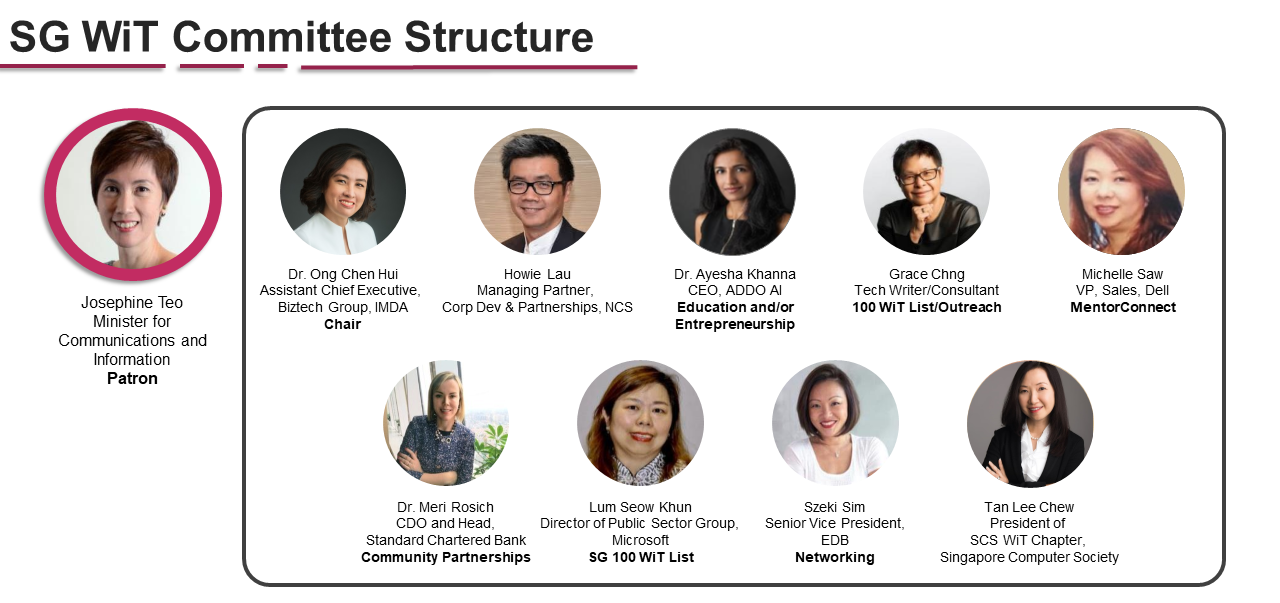 SG WiT Committee Structure
Josephine Teo
Minister for
Communications and
Information
Patron
Dr. Ong Chen Hui
Assistant Chief Executive,
Biztech Group, IMDA
Chair
Howie Lau
Managing Partner,
Corp Dev & Partnerships, NCS
Dr. Ayesha Khanna
CEO, ADDO AI
Education and/or
Entrepreneurship
Grace Chng
Tech Writer/Consultant
100 WiT List/Outreach
Michelle Saw
VP, Sales, Dell
MentorConnect
Dr. Meri Rosich
CDO and Head,
Standard Chartered Bank
Community Partnerships
Lum Seow Khun
Director of Public Sector Group,
Microsoft
SG 100 WiT List
Szeki Sim
Senior Vice President,
EDB
Networking
Tan Lee Chew
President of
SCS WiT Chapter,
Singapore Computer Society